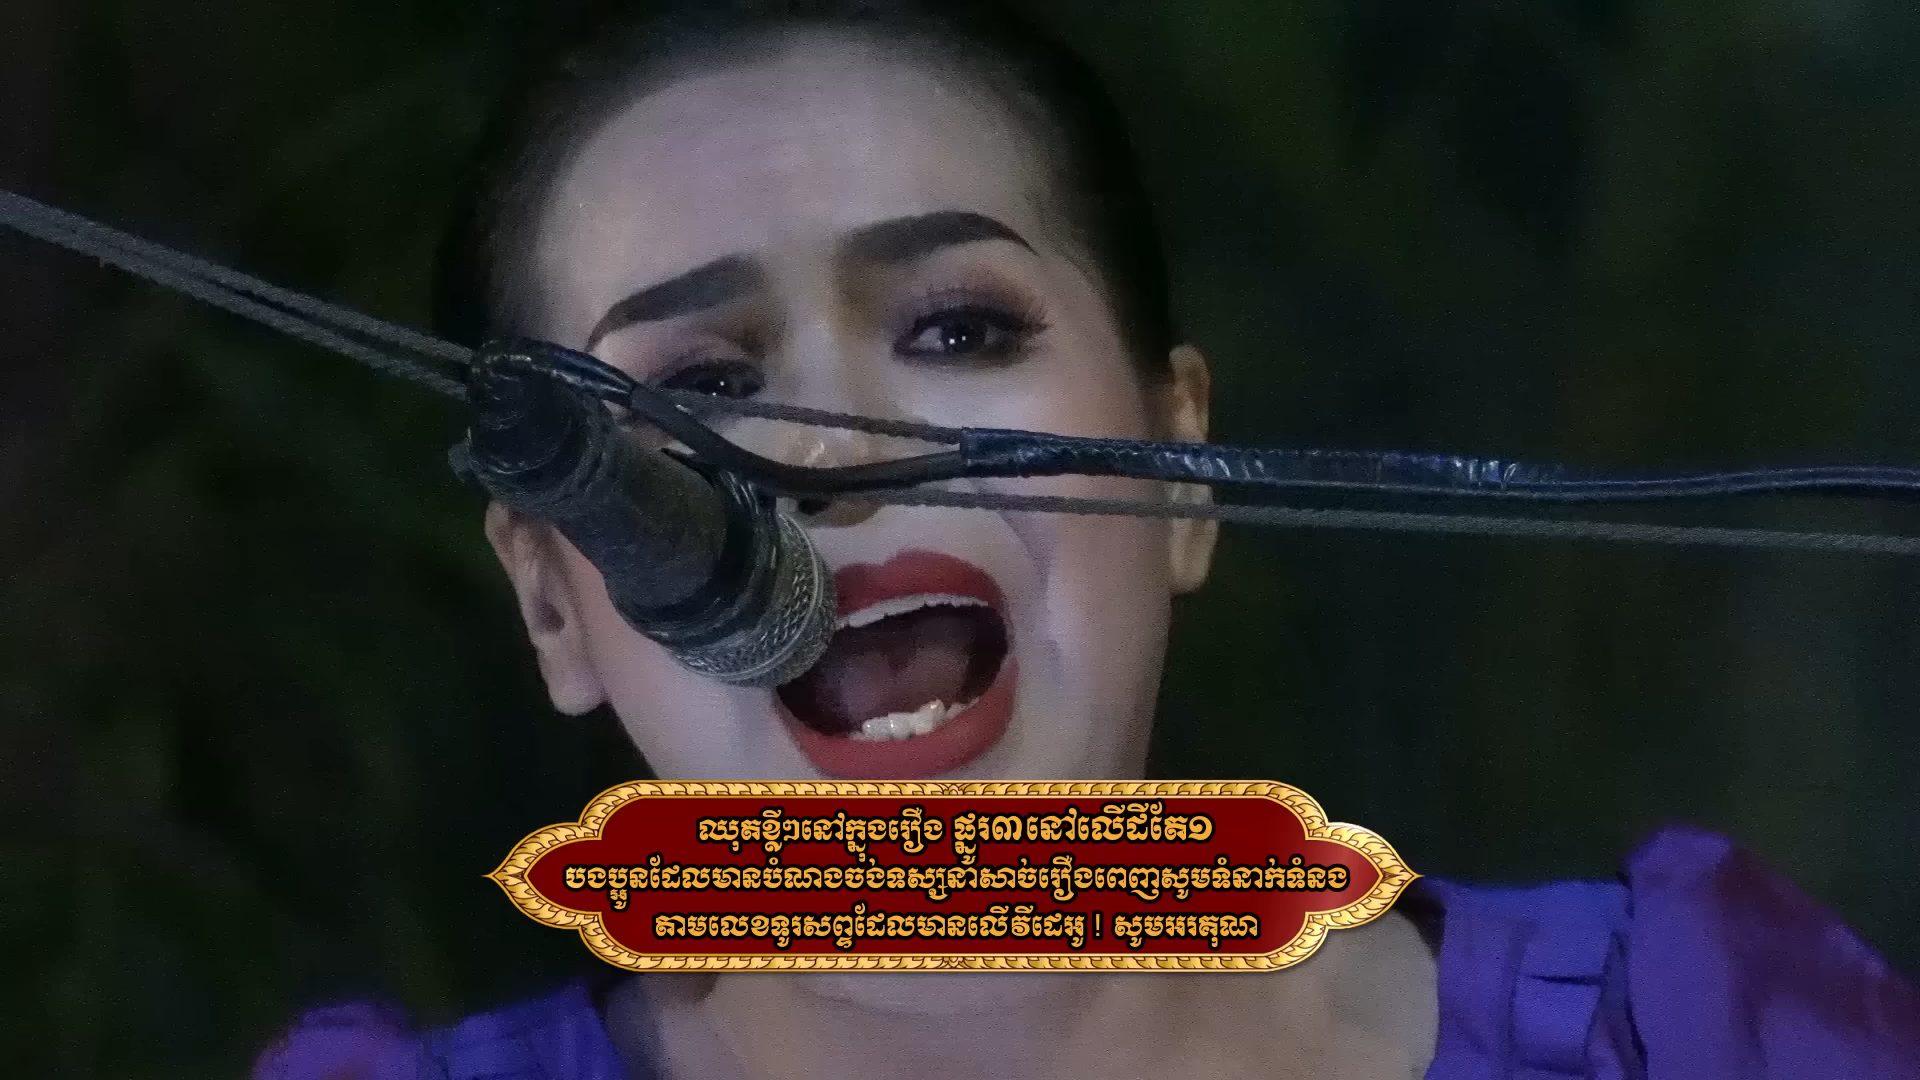 ឈុតខ្លីៗនៅក្នុងរឿង ផ្នូរ៣នៅលើដីតែ១
បងប្អូនដែលមានបំណងចង់ទស្សនាសាច់រឿងពេញសូមទំនាក់ទំនង
តាមលេខទូរសព្ទដែលមានលើវីដេអូ ! សូមអរគុណ